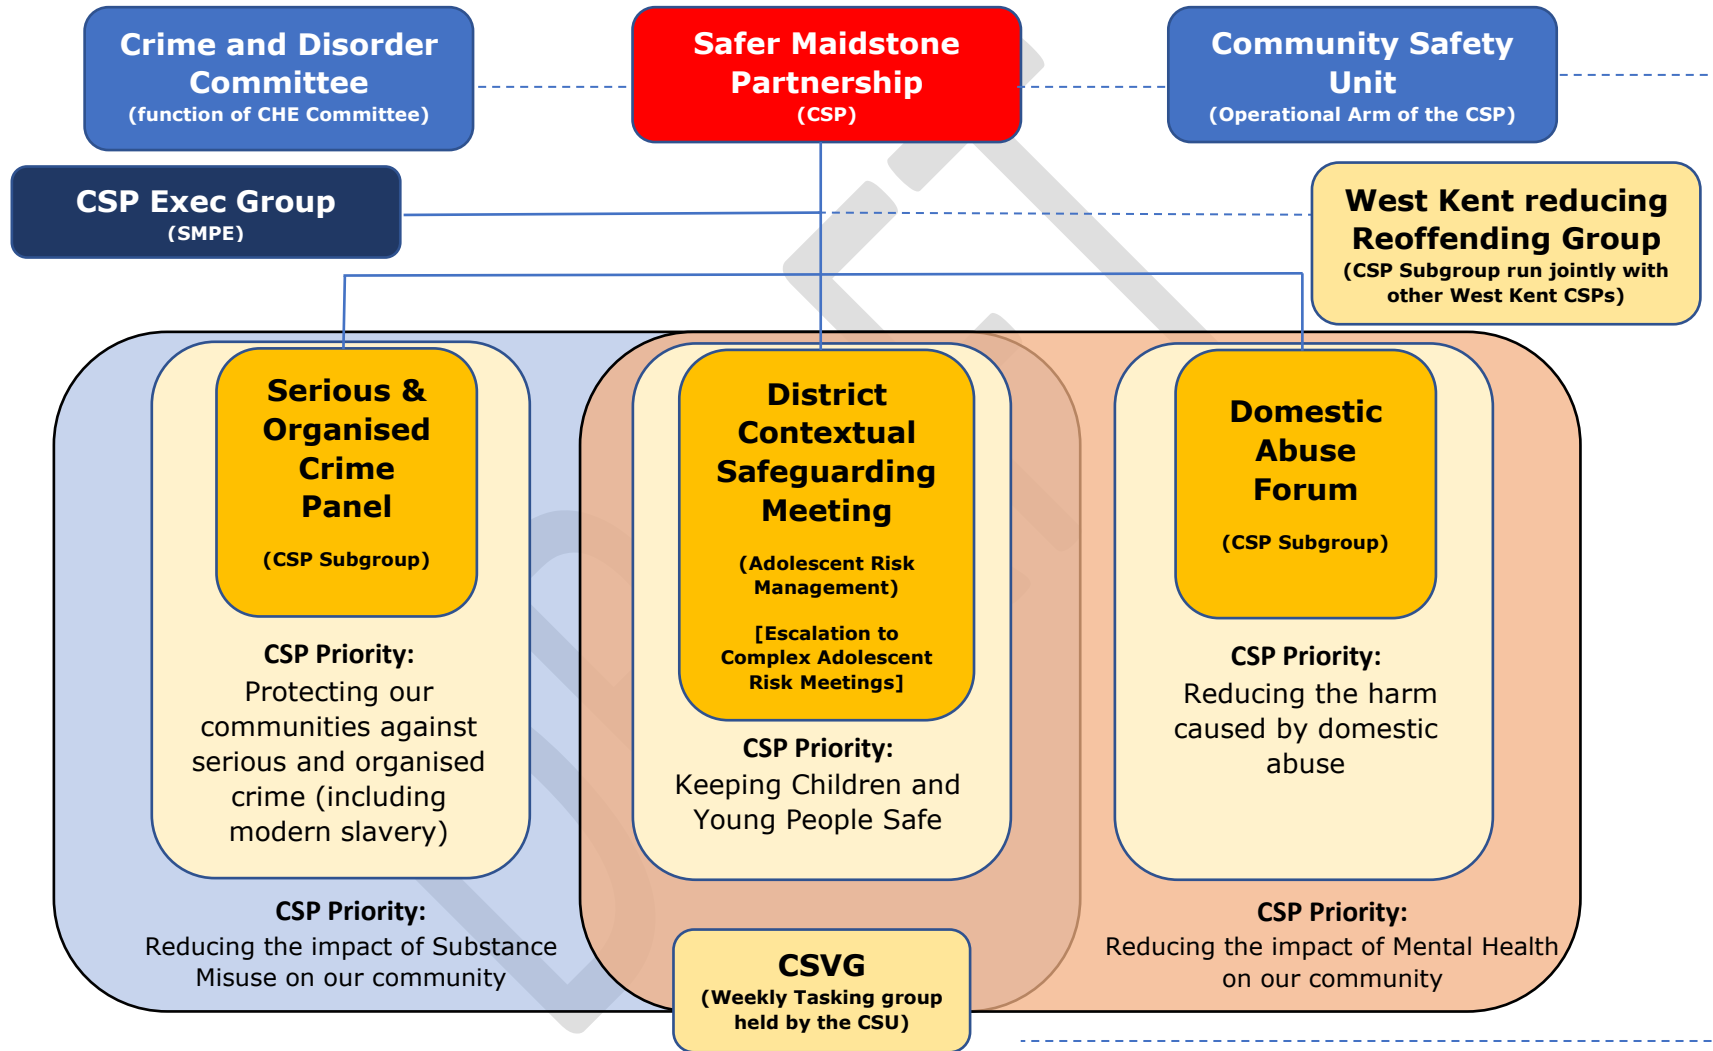 Crime and Disorder
Committee
(function of CHE Committee)
Safer Maidstone
Partnership
(CSP)
Community Safety
Unit
(Operational Arm of the CSP)
CSP Exec Group
(SMPE)
West Kent reducing
Reoffending Group
(CSP Subgroup run jointly with
other West Kent CSPs)
Serious &
Organised
Crime
Panel
(CSP Subgroup)
CSP Priority:
Protecting our
communities against
serious and organised
crime (including
modern slavery)
District
Contextual
Safeguarding
Meeting
(Adolescent Risk
Management)
[Escalation to
Complex Adolescent
Risk Meetings]
CSP Priority:
Keeping Children and
Young People Safe
Domestic
Abuse
Forum
(CSP Subgroup)
CSP Priority:
Reducing the harm
caused by domestic
abuse
CSP Priority:
Reducing the impact of Substance
Misuse on our community
CSVG
(Weekly Tasking group
held by the CSU)
CSP Priority:
Reducing the impact of Mental Health
on our community
DRAFT